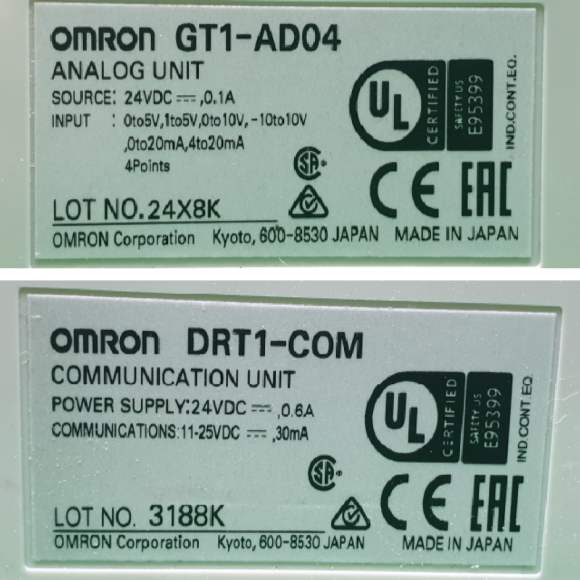 OMRON GT1-AD04
ANALOG UNIT
SOURCE: 24VDC ⎓,0.1A
INPUT : 0to5V,1to5V,0to10V,-10to10V
,0to20mA,4to20mA
4Points
UL CERTIFIED SAFETY US E95399
IND.CONT.EQ.
SA
CE EAC
LOT NO.24X8K
OMRON Corporation Kyoto,600-8530 JAPAN MADE IN JAPAN
OMRON DRT1-COM
COMMUNICATION UNIT
POWER SUPPLY:24VDC ⎓,0.6A
COMMUNICATIONS:11-25VDC ⎓,30mA
UL CERTIFIED SAFETY US E95399
IND.CONT.EQ.
SA
CE EAC
LOT NO. 3188K
OMRON Corporation Kyoto,600-8530 JAPAN MADE IN JAPAN